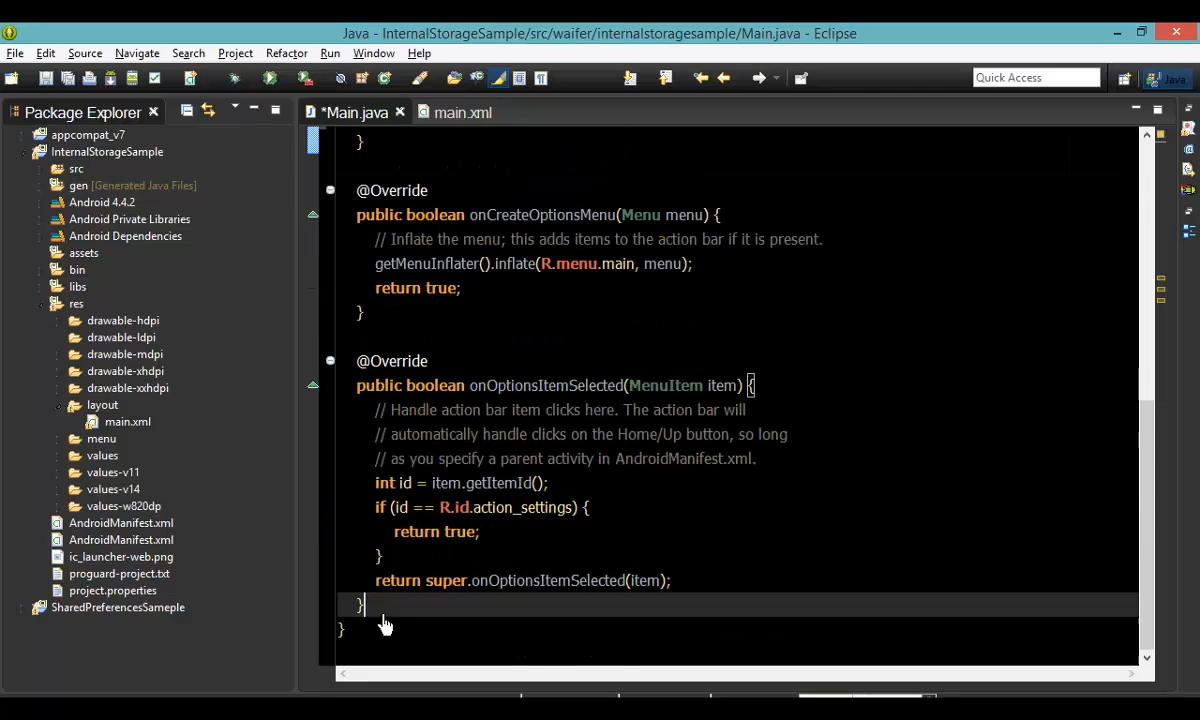 Java - InternalStorageSample/src/waifer/internalstoragesample/Main.java - Eclipse
File Edit Source Navigate Search Project Refactor Run Window Help
Quick Access
Java
Package Explorer
*Main.java
main.xml
appcompat_v7
InternalStorageSample
src
gen [Generated Java Files]
Android 4.4.2
Android Private Libraries
Android Dependencies
assets
bin
libs
res
drawable-hdpi
drawable-ldpi
drawable-mdpi
drawable-xhdpi
drawable-xxhdpi
layout
main.xml
menu
values
values-v11
values-v14
values-w820dp
AndroidManifest.xml
AndroidManifest.xml
ic_launcher-web.png
proguard-project.txt
project.properties
SharedPreferencesSameple
}
@Override
public boolean onCreateOptionsMenu(Menu menu) {
// Inflate the menu; this adds items to the action bar if it is present.
getMenuInflater().inflate(R.menu.main, menu);
return true;
}
@Override
public boolean onOptionsItemSelected(MenuItem item) {
// Handle action bar item clicks here. The action bar will
// automatically handle clicks on the Home/Up button, so long
// as you specify a parent activity in AndroidManifest.xml.
int id = item.getItemId();
if (id == R.id.action_settings) {
return true;
}
return super.onOptionsItemSelected(item);
}
}